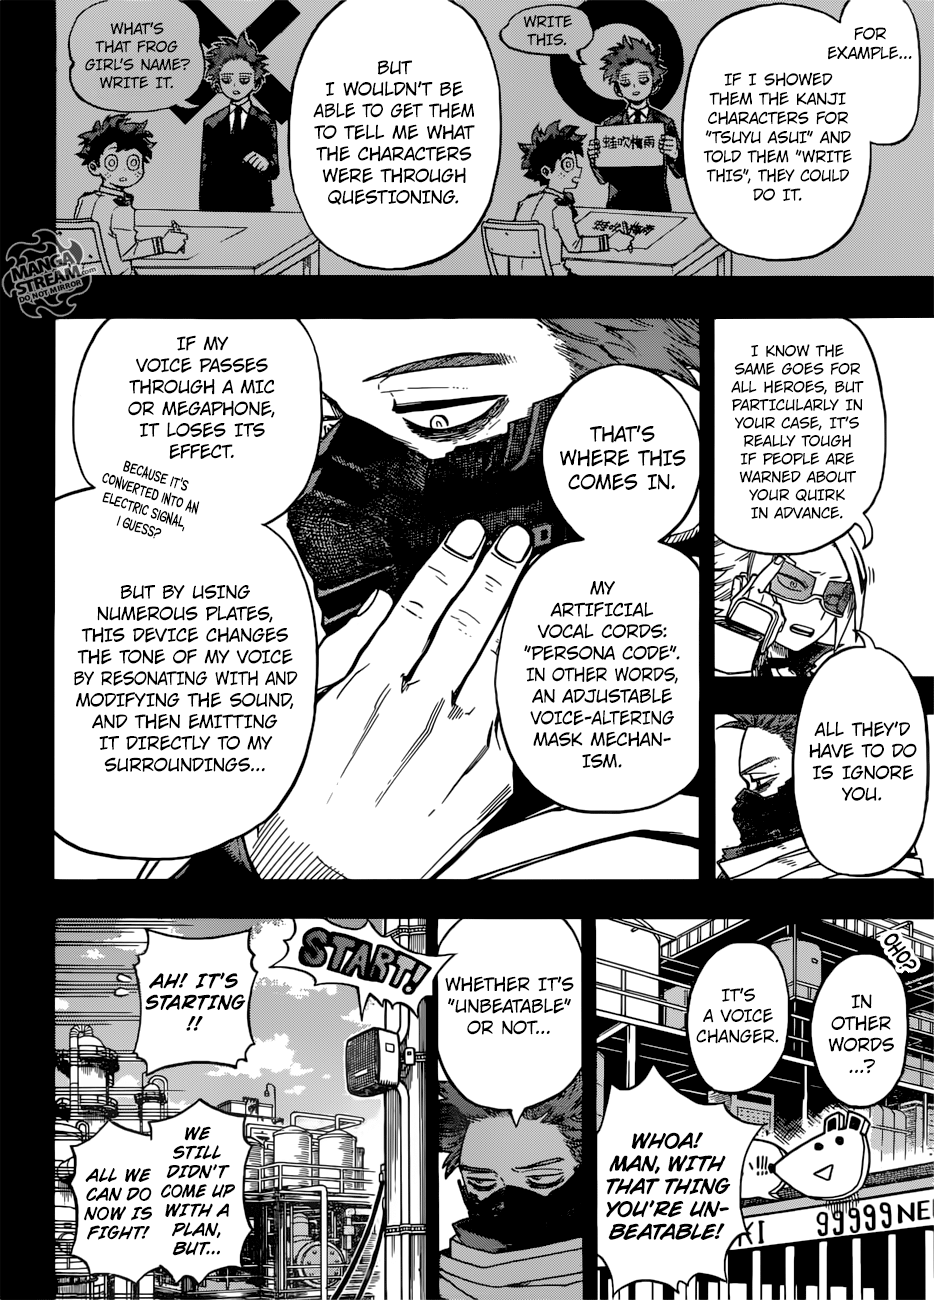 FOR
EXAMPLE...
IF I SHOWED
THEM THE KANJI
CHARACTERS FOR
"TSUYU ASUI" AND
TOLD THEM "WRITE
THIS", THEY COULD
DO IT.
WRITE
THIS.
蛙吹梅雨
蛙吹梅雨
BUT
I WOULDN'T BE
ABLE TO GET THEM
TO TELL ME WHAT
THE CHARACTERS
WERE THROUGH
QUESTIONING.
WHAT'S
THAT FROG
GIRL'S NAME?
WRITE IT.
MANGA
STREAM.com
DO NOT MIRROR!
I KNOW THE
SAME GOES FOR
ALL HEROES, BUT
PARTICULARLY IN
YOUR CASE, IT'S
REALLY TOUGH
IF PEOPLE ARE
WARNED ABOUT
YOUR QUIRK
IN ADVANCE.
ALL THEY'D
HAVE TO DO
IS IGNORE
YOU.
THAT'S
WHERE THIS
COMES IN.
MY
ARTIFICIAL
VOCAL CORDS:
"PERSONA CODE".
IN OTHER WORDS,
AN ADJUSTABLE
VOICE-ALTERING
MASK MECHAN-
ISM.
IF MY
VOICE PASSES
THROUGH A MIC
OR MEGAPHONE,
IT LOSES ITS
EFFECT.
BECAUSE IT'S
CONVERTED INTO AN
ELECTRIC SIGNAL,
I GUESS?
BUT BY USING
NUMEROUS PLATES,
THIS DEVICE CHANGES
THE TONE OF MY VOICE
BY RESONATING WITH AND
MODIFYING THE SOUND,
AND THEN EMITTING
IT DIRECTLY TO MY
SURROUNDINGS...
OHO?
IN
OTHER
WORDS
...?
IT'S
A VOICE
CHANGER.
!!!
WHOA!
MAN, WITH
THAT THING
YOU'RE UN-
BEATABLE!
KI 99999NE
WHETHER IT'S
"UNBEATABLE"
OR NOT...
START!
AH! IT'S
STARTING
!!
WE
STILL
DIDN'T
COME UP
WITH A
PLAN,
BUT...
ALL WE
CAN DO
NOW IS
FIGHT!